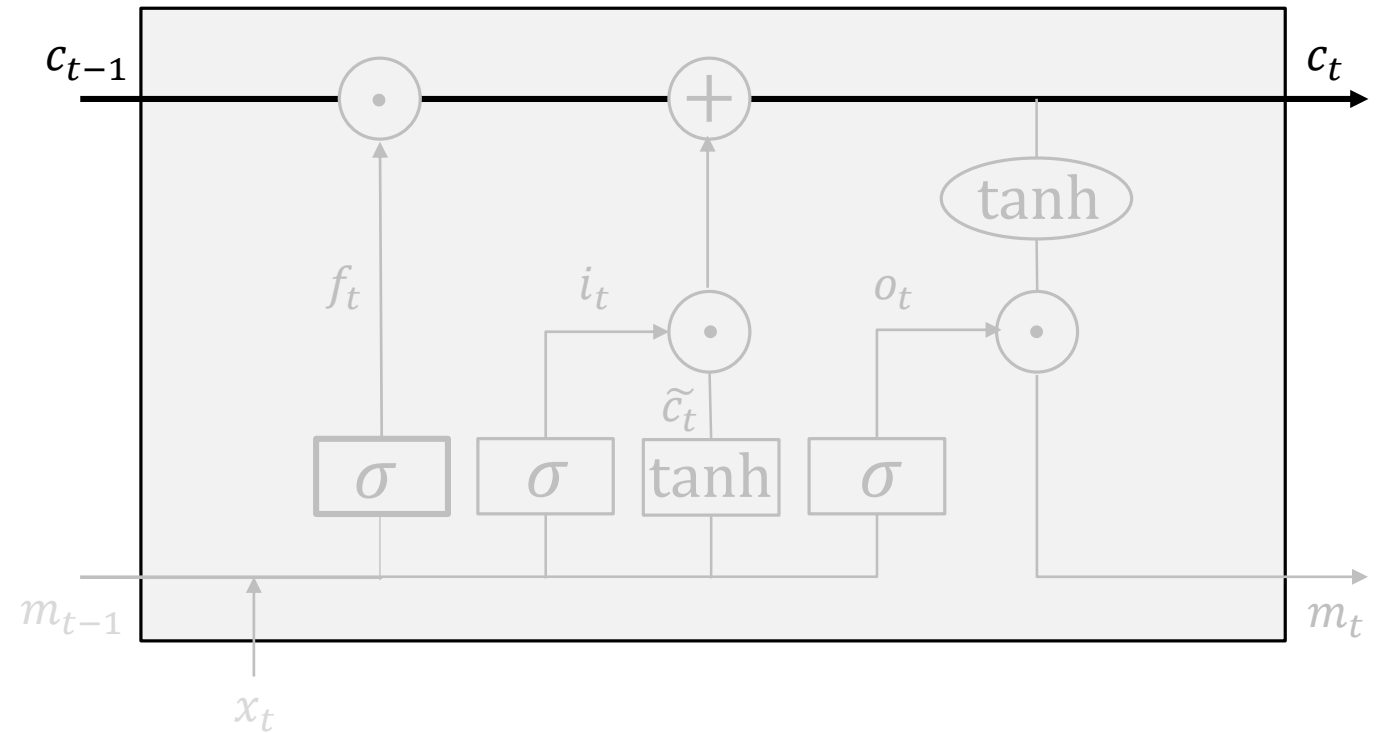 c_{t−1} c_t
· +
tanh
f_t i_t o_t
· ·
c̃_t
σ σ tanh σ
m_{t−1} m_t
x_t